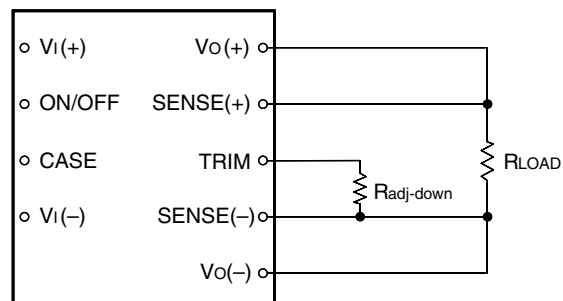 VI(+) VO(+)
ON/OFF SENSE(+)
CASE TRIM RLOAD
Radj-down
VI(–) SENSE(–)
VO(–)